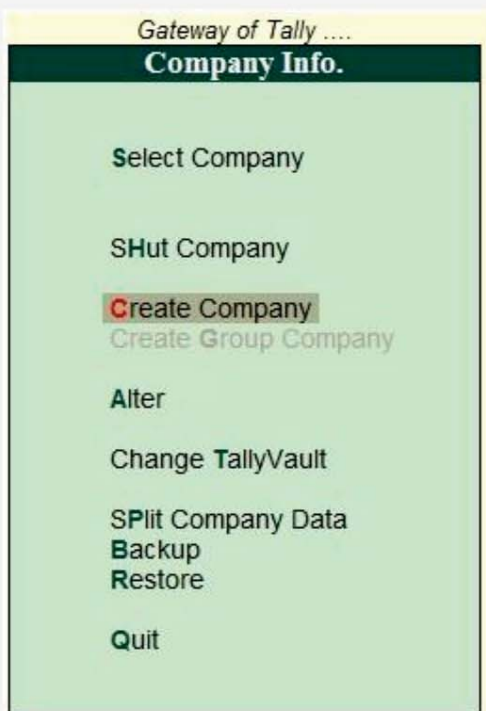 Gateway of Tally ....
Company Info.
Select Company
SHut Company
Create Company
Create Group Company
Alter
Change TallyVault
SPlit Company Data
Backup
Restore
Quit